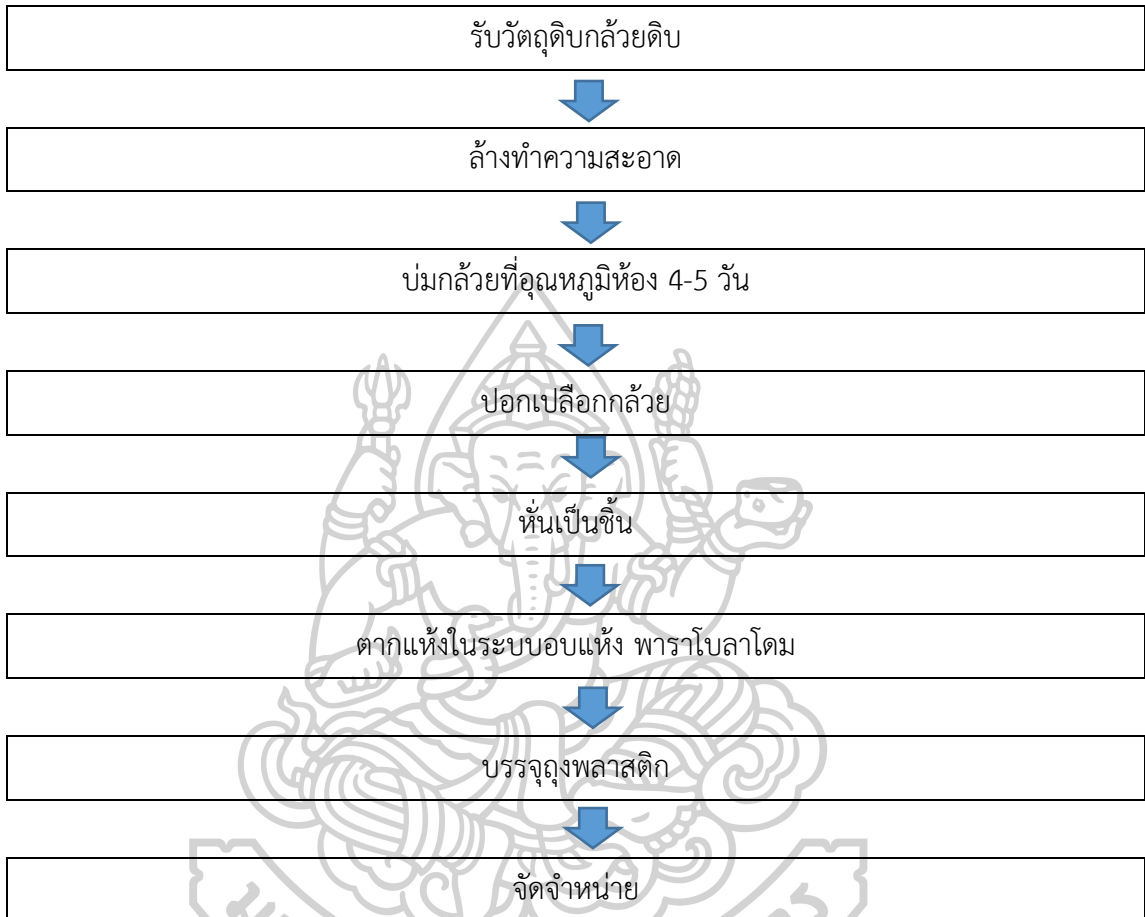 รับวัตถุดิบกล้วยดิบ
ล้างทำความสะอาด
บ่มกล้วยที่อุณหภูมิห้อง 4-5 วัน
ปอกเปลือกกล้วย
หั่นเป็นชิ้น
ตากแห้งในระบบอบแห้ง พาราโบลาโดม
บรรจุถุงพลาสติก
จัดจำหน่าย